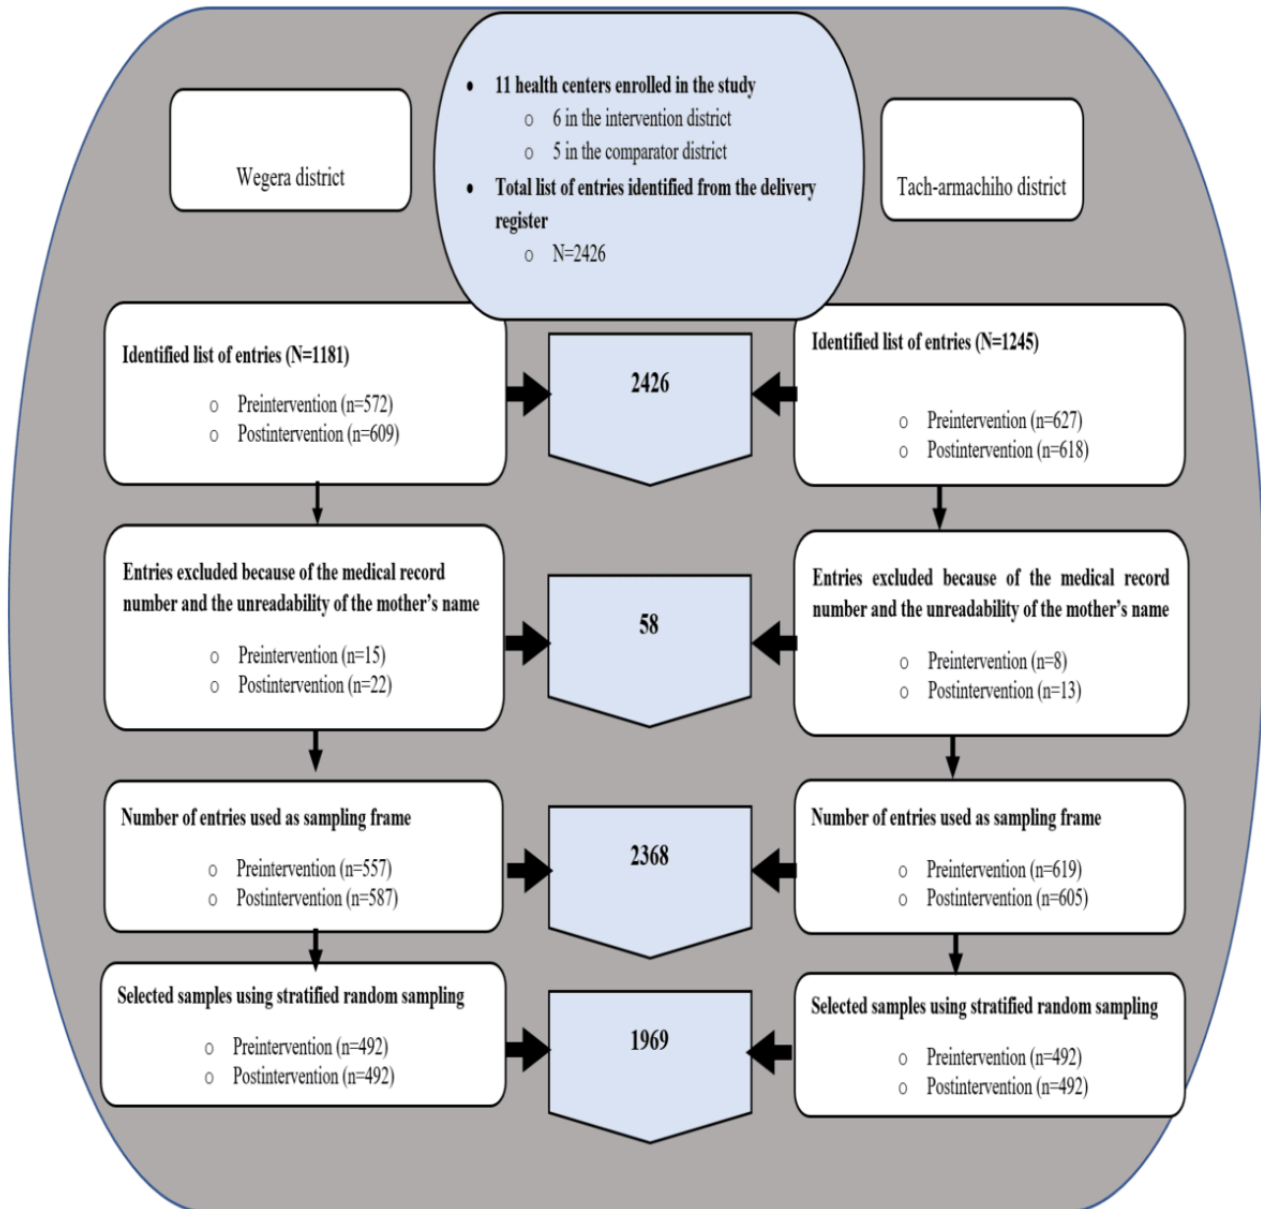 • 11 health centers enrolled in the study
o 6 in the intervention district
o 5 in the comparator district
• Total list of entries identified from the delivery
register
o N=2426
Wegera district
Tach-armachiho district
Identified list of entries (N=1181)
o Preintervention (n=572)
o Postintervention (n=609)
2426
Identified list of entries (N=1245)
o Preintervention (n=627)
o Postintervention (n=618)
Entries excluded because of the medical record
number and the unreadability of the mother’s name
o Preintervention (n=15)
o Postintervention (n=22)
58
Entries excluded because of the medical record
number and the unreadability of the mother’s name
o Preintervention (n=8)
o Postintervention (n=13)
Number of entries used as sampling frame
o Preintervention (n=557)
o Postintervention (n=587)
2368
Number of entries used as sampling frame
o Preintervention (n=619)
o Postintervention (n=605)
Selected samples using stratified random sampling
o Preintervention (n=492)
o Postintervention (n=492)
1969
Selected samples using stratified random sampling
o Preintervention (n=492)
o Postintervention (n=492)